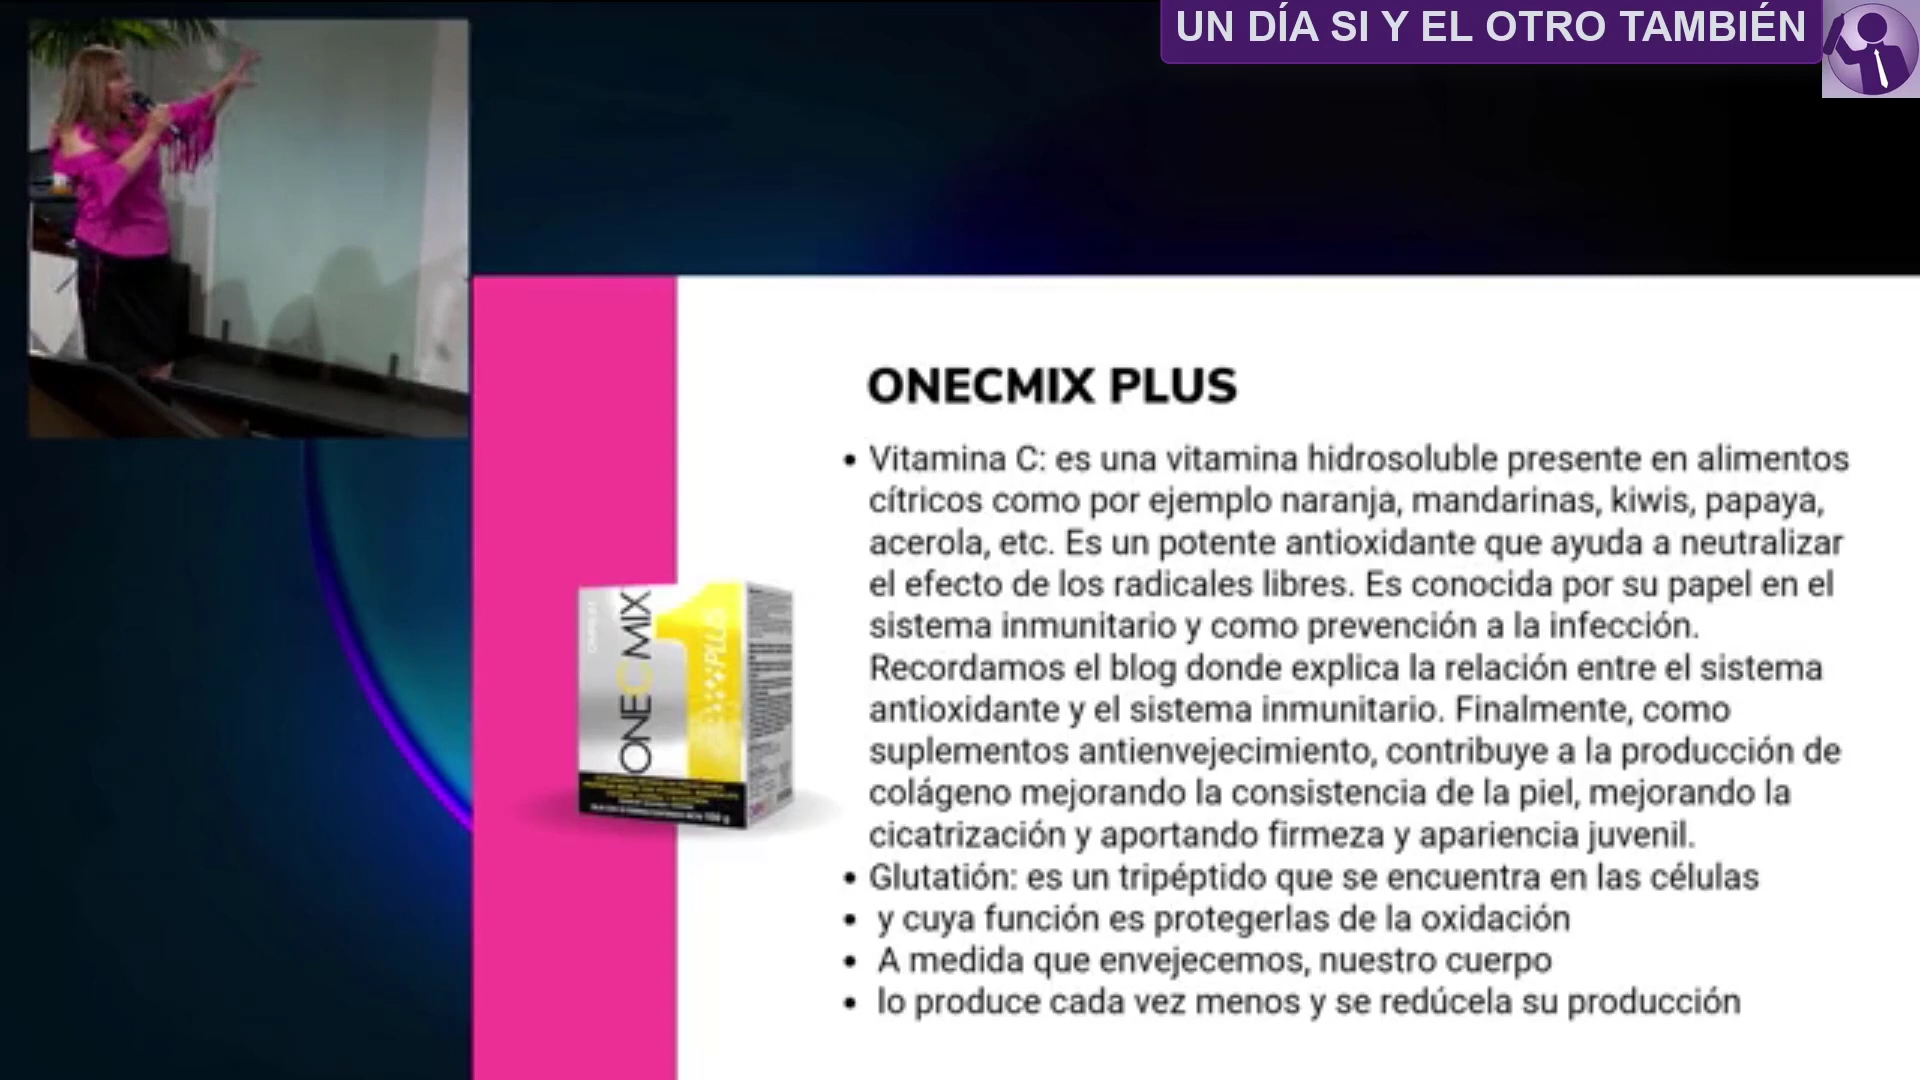 UN DÍA SI Y EL OTRO TAMBIÉN
ONECMIX PLUS
• Vitamina C: es una vitamina hidrosoluble presente en alimentos
cítricos como por ejemplo naranja, mandarinas, kiwis, papaya,
acerola, etc. Es un potente antioxidante que ayuda a neutralizar
el efecto de los radicales libres. Es conocida por su papel en el
sistema inmunitario y como prevención a la infección.
Recordamos el blog donde explica la relación entre el sistema
antioxidante y el sistema inmunitario. Finalmente, como
suplementos antienvejecimiento, contribuye a la producción de
colágeno mejorando la consistencia de la piel, mejorando la
cicatrización y aportando firmeza y apariencia juvenil.
• Glutatión: es un tripéptido que se encuentra en las células
• y cuya función es protegerlas de la oxidación
• A medida que envejecemos, nuestro cuerpo
• lo produce cada vez menos y se redúcela su producción
ONECMIX
1
PLUS